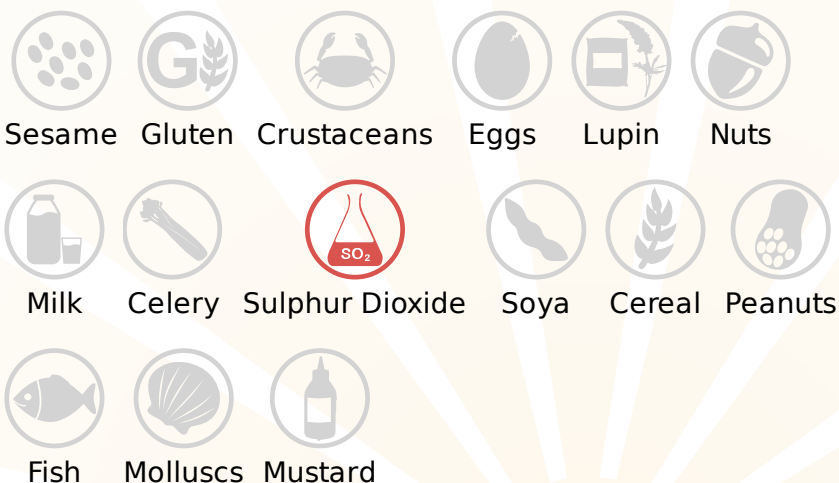 G
Sesame Gluten Crustaceans Eggs Lupin Nuts
SO₂
Milk Celery Sulphur Dioxide Soya Cereal Peanuts
Fish Molluscs Mustard